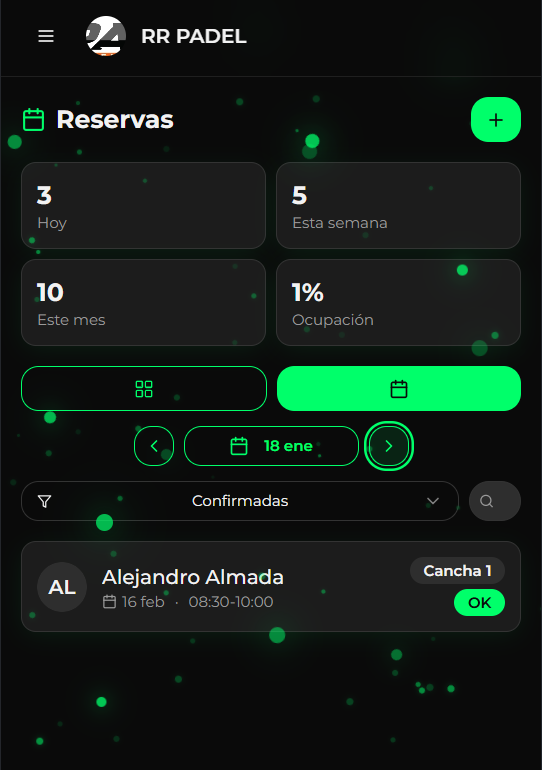 RR PADEL
Reservas
3
Hoy
5
Esta semana
10
Este mes
1%
Ocupación
18 ene
Confirmadas
AL
Alejandro Almada
16 feb · 08:30-10:00
Cancha 1
OK